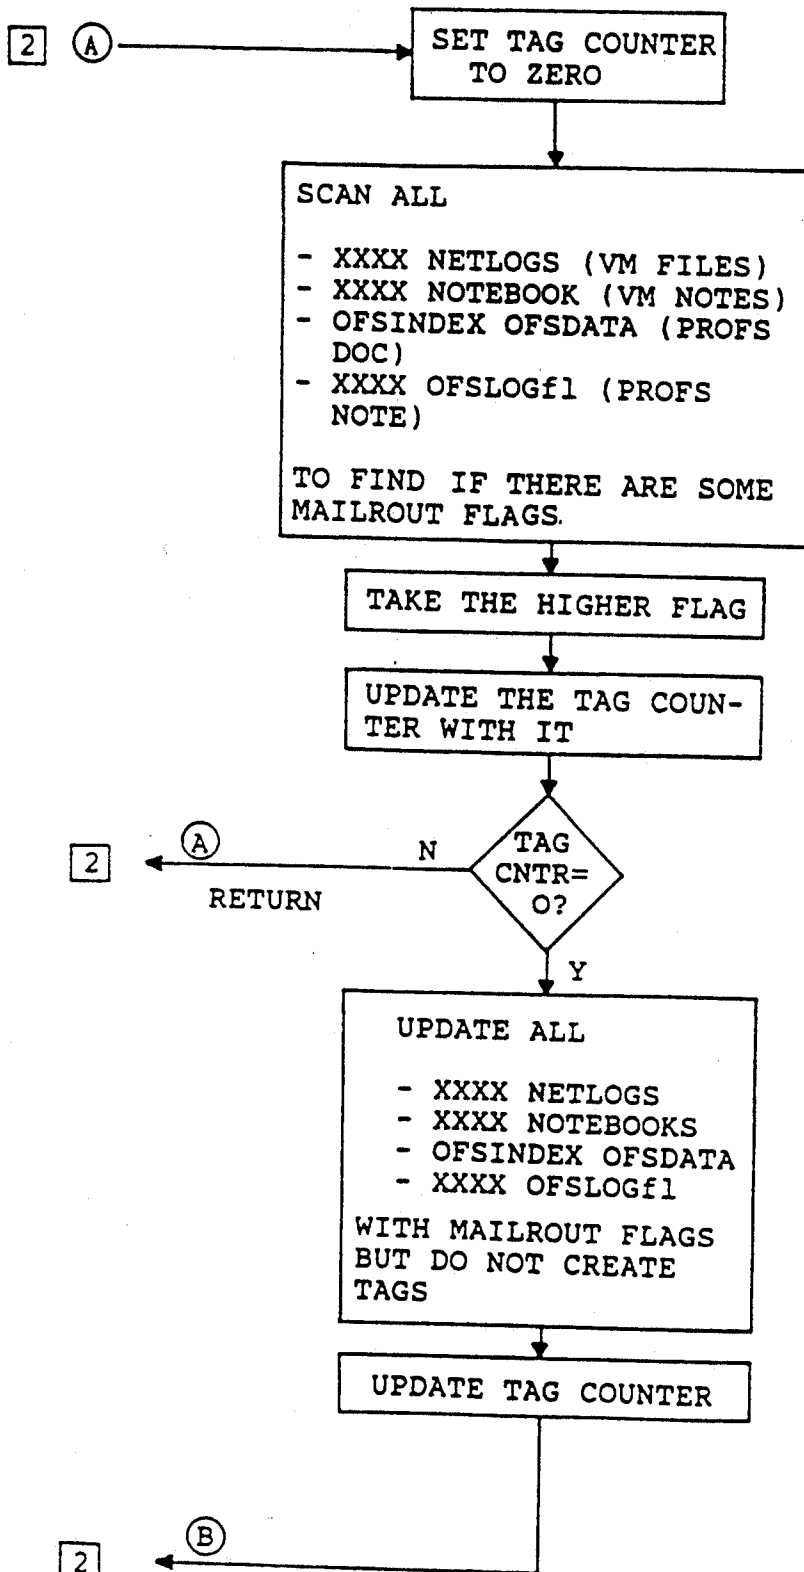 2 A SET TAG COUNTER
TO ZERO
SCAN ALL
- XXXX NETLOGS (VM FILES)
- XXXX NOTEBOOK (VM NOTES)
- OFSINDEX OFSDATA (PROFS
DOC)
- XXXX OFSLOGfl (PROFS
NOTE)
TO FIND IF THERE ARE SOME
MAILROUT FLAGS.
TAKE THE HIGHER FLAG
UPDATE THE TAG COUN-
TER WITH IT
TAG
CNTR=
0?
2 A N
RETURN
Y
UPDATE ALL
- XXXX NETLOGS
- XXXX NOTEBOOKS
- OFSINDEX OFSDATA
- XXXX OFSLOGfl
WITH MAILROUT FLAGS
BUT DO NOT CREATE
TAGS
UPDATE TAG COUNTER
2 B